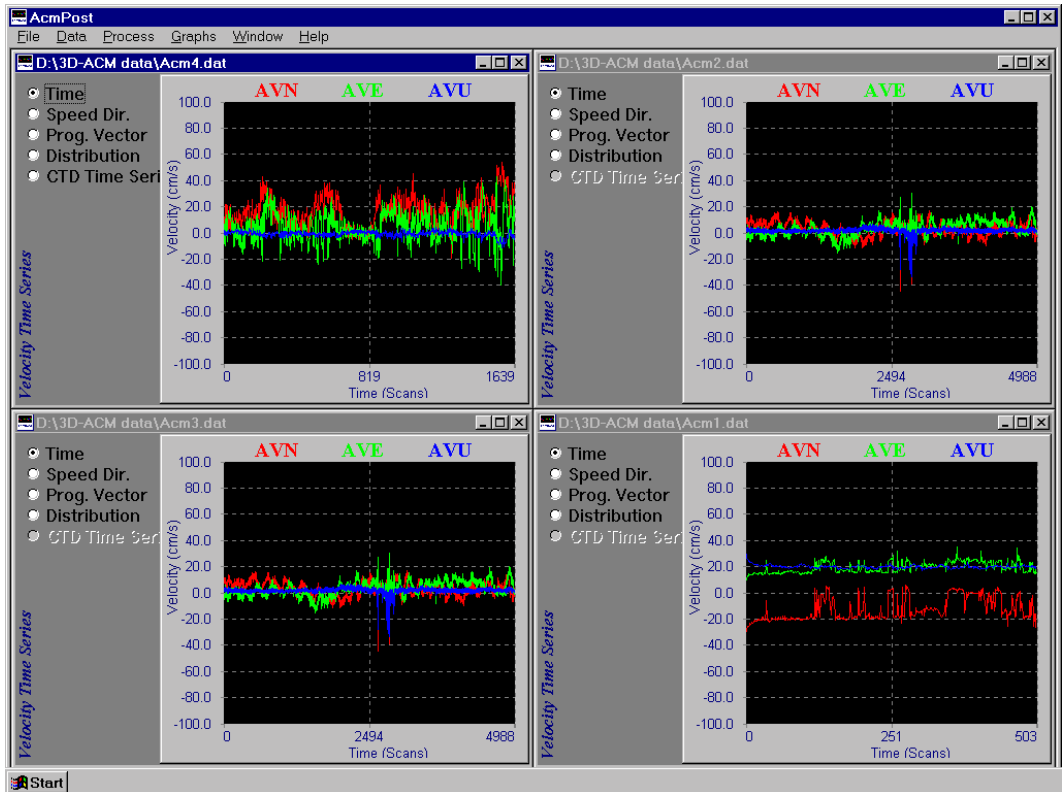 AcmPost
File Data Process Graphs Window Help
D:\3D-ACM data\Acm4.dat
Time
Speed Dir.
Prog. Vector
Distribution
CTD Time Seri
Velocity Time Series
AVN AVE AVU
Velocity (cm/s)
100.0
80.0
60.0
40.0
20.0
0.0
-20.0
-40.0
-60.0
-80.0
-100.0
0 819 1639
Time (Scans)
D:\3D-ACM data\Acm2.dat
Time
Speed Dir.
Prog. Vector
Distribution
CTD Time Seri
Velocity Time Series
AVN AVE AVU
Velocity (cm/s)
100.0
80.0
60.0
40.0
20.0
0.0
-20.0
-40.0
-60.0
-80.0
-100.0
0 2494 4988
Time (Scans)
D:\3D-ACM data\Acm3.dat
Time
Speed Dir.
Prog. Vector
Distribution
CTD Time Seri
Velocity Time Series
AVN AVE AVU
Velocity (cm/s)
100.0
80.0
60.0
40.0
20.0
0.0
-20.0
-40.0
-60.0
-80.0
-100.0
0 2494 4988
Time (Scans)
D:\3D-ACM data\Acm1.dat
Time
Speed Dir.
Prog. Vector
Distribution
CTD Time Seri
Velocity Time Series
AVN AVE AVU
Velocity (cm/s)
100.0
80.0
60.0
40.0
20.0
0.0
-20.0
-40.0
-60.0
-80.0
-100.0
0 251 503
Time (Scans)
Start